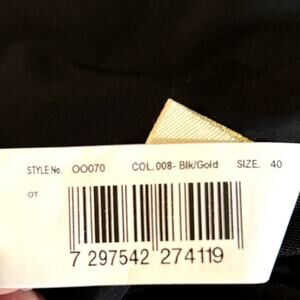 STYLE No. OO070 COL.008- Blk/Gold SIZE. 40
OT
7 297542 274119